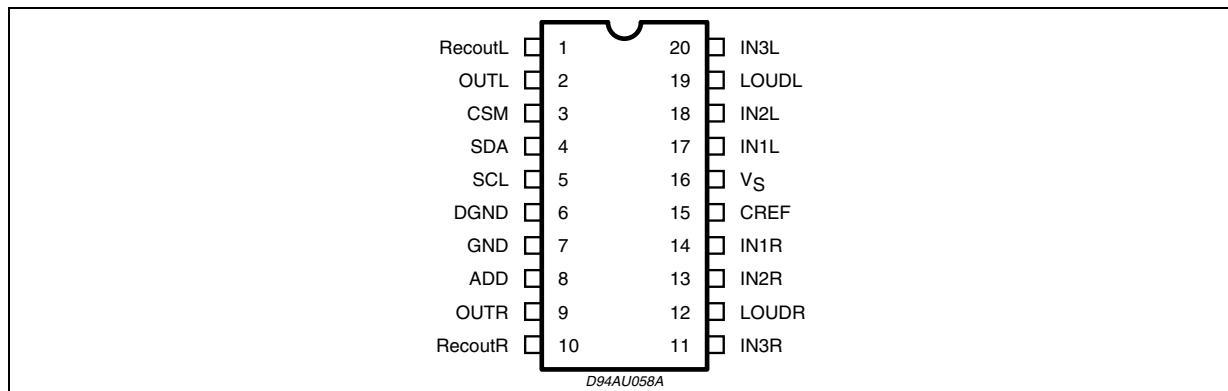 RecoutL 1 20 IN3L
OUTL 2 19 LOUDL
CSM 3 18 IN2L
SDA 4 17 IN1L
SCL 5 16 VS
DGND 6 15 CREF
GND 7 14 IN1R
ADD 8 13 IN2R
OUTR 9 12 LOUDR
RecoutR 10 11 IN3R
D94AU058A